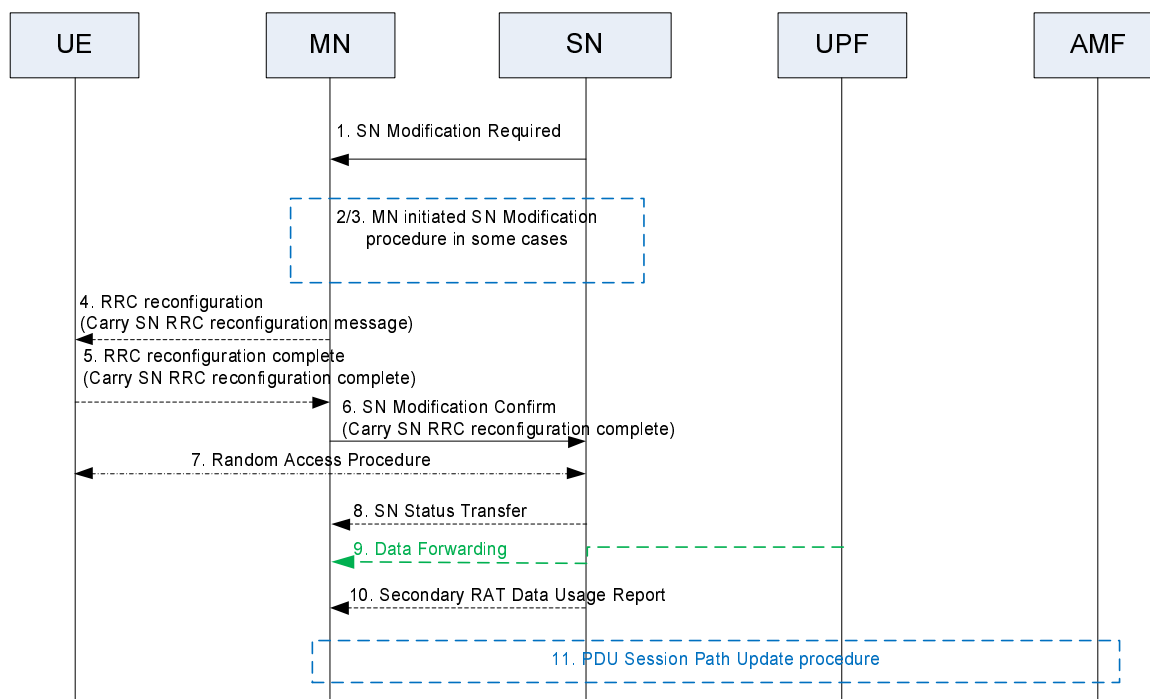 UE
MN
SN
UPF
AMF
1. SN Modification Required
2/3. MN initiated SN Modification
procedure in some cases
4. RRC reconfiguration
(Carry SN RRC reconfiguration message)
5. RRC reconfiguration complete
(Carry SN RRC reconfiguration complete)
6. SN Modification Confirm
(Carry SN RRC reconfiguration complete)
7. Random Access Procedure
8. SN Status Transfer
9. Data Forwarding
10. Secondary RAT Data Usage Report
11. PDU Session Path Update procedure